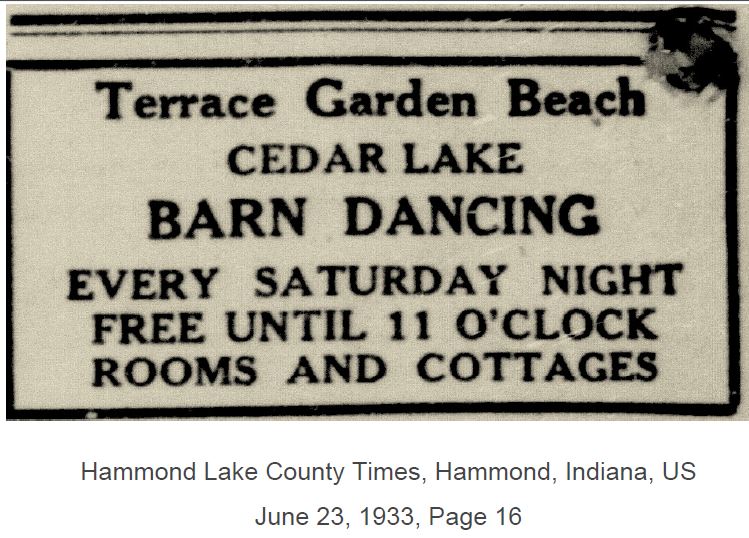 Terrace Garden Beach
CEDAR LAKE
BARN DANCING
EVERY SATURDAY NIGHT
FREE UNTIL 11 O'CLOCK
ROOMS AND COTTAGES
Hammond Lake County Times, Hammond, Indiana, US
June 23, 1933, Page 16